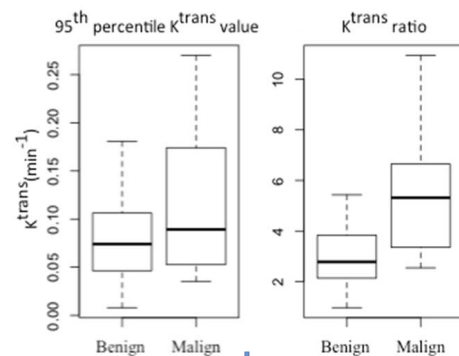 95th percentile Ktrans value
Ktrans ratio
Ktrans(min-1)
0.25
0.20
0.15
0.10
0.05
0.00
10
8
6
4
2
Benign Malign
Benign Malign